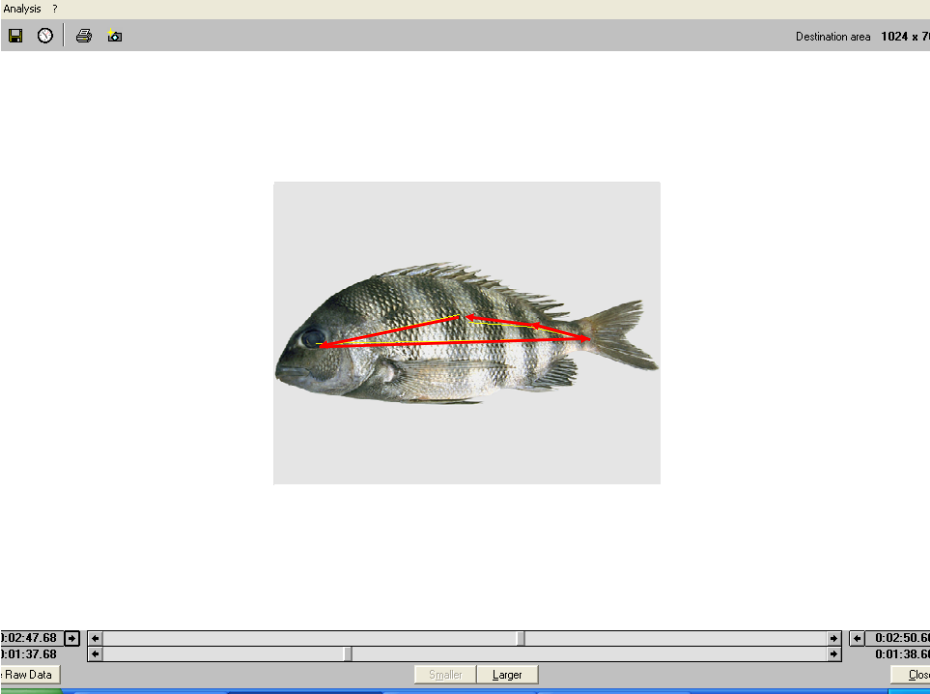 Analysis ?
Destination area 1024 x 7
0:02:47.68 0:02:50.6
0:01:37.68 0:01:38.6
Raw Data Smaller Larger Close